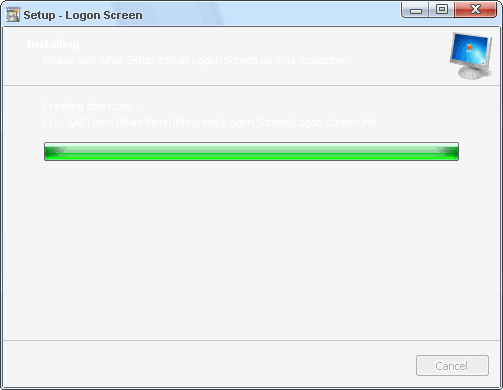 Setup - Logon Screen
Installing
Please wait while Setup installs Logon Screen on your computer.
Creating shortcuts...
C:\...\All Users\Start Menu\Programs\Logon Screen\Logon Screen.lnk
Cancel